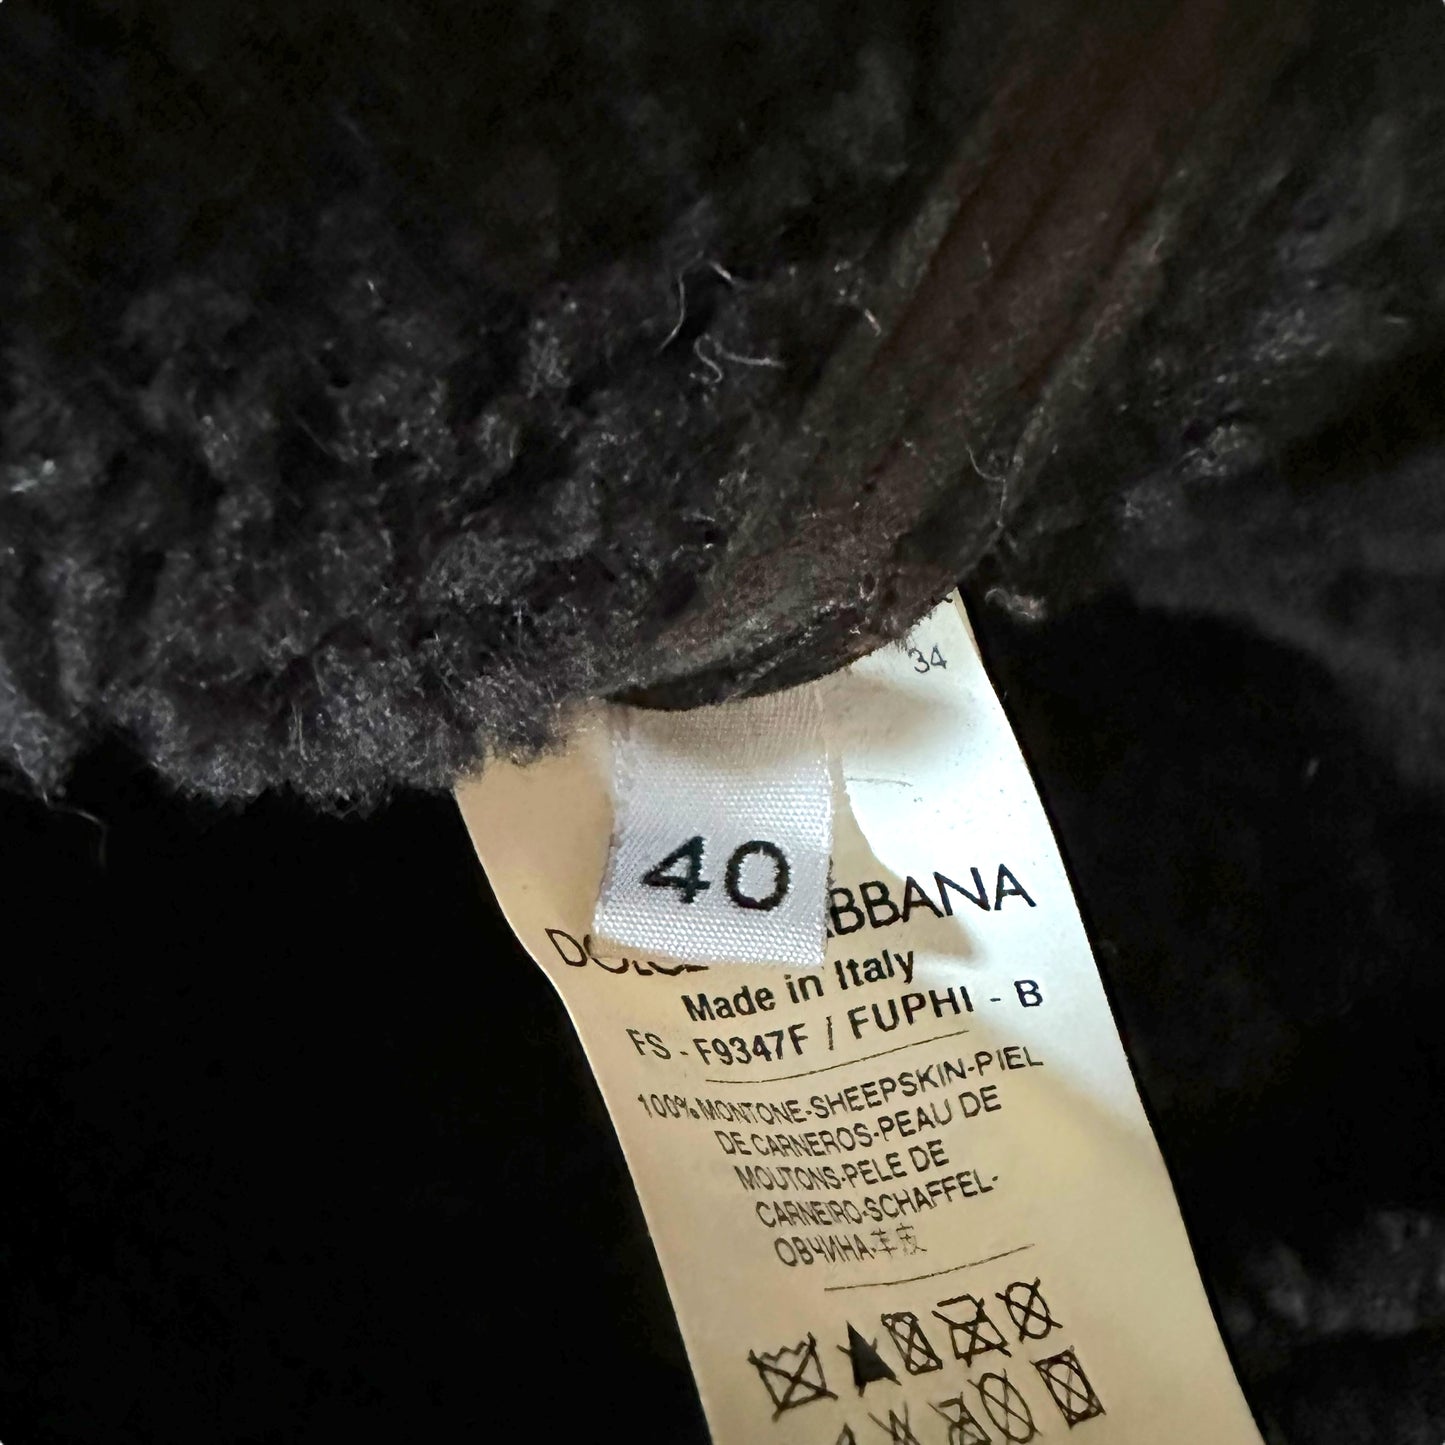 34
40
DOLCE ABBANA
Made in Italy
FS - F9347F / FUPHI - B
100% MONTONE-SHEEPSKIN-PIEL
DE CARNEROS-PEAU DE
MOUTONS-PELE DE
CARNEIRO-SCHAFFEL-
ОВЧИНА-羊皮